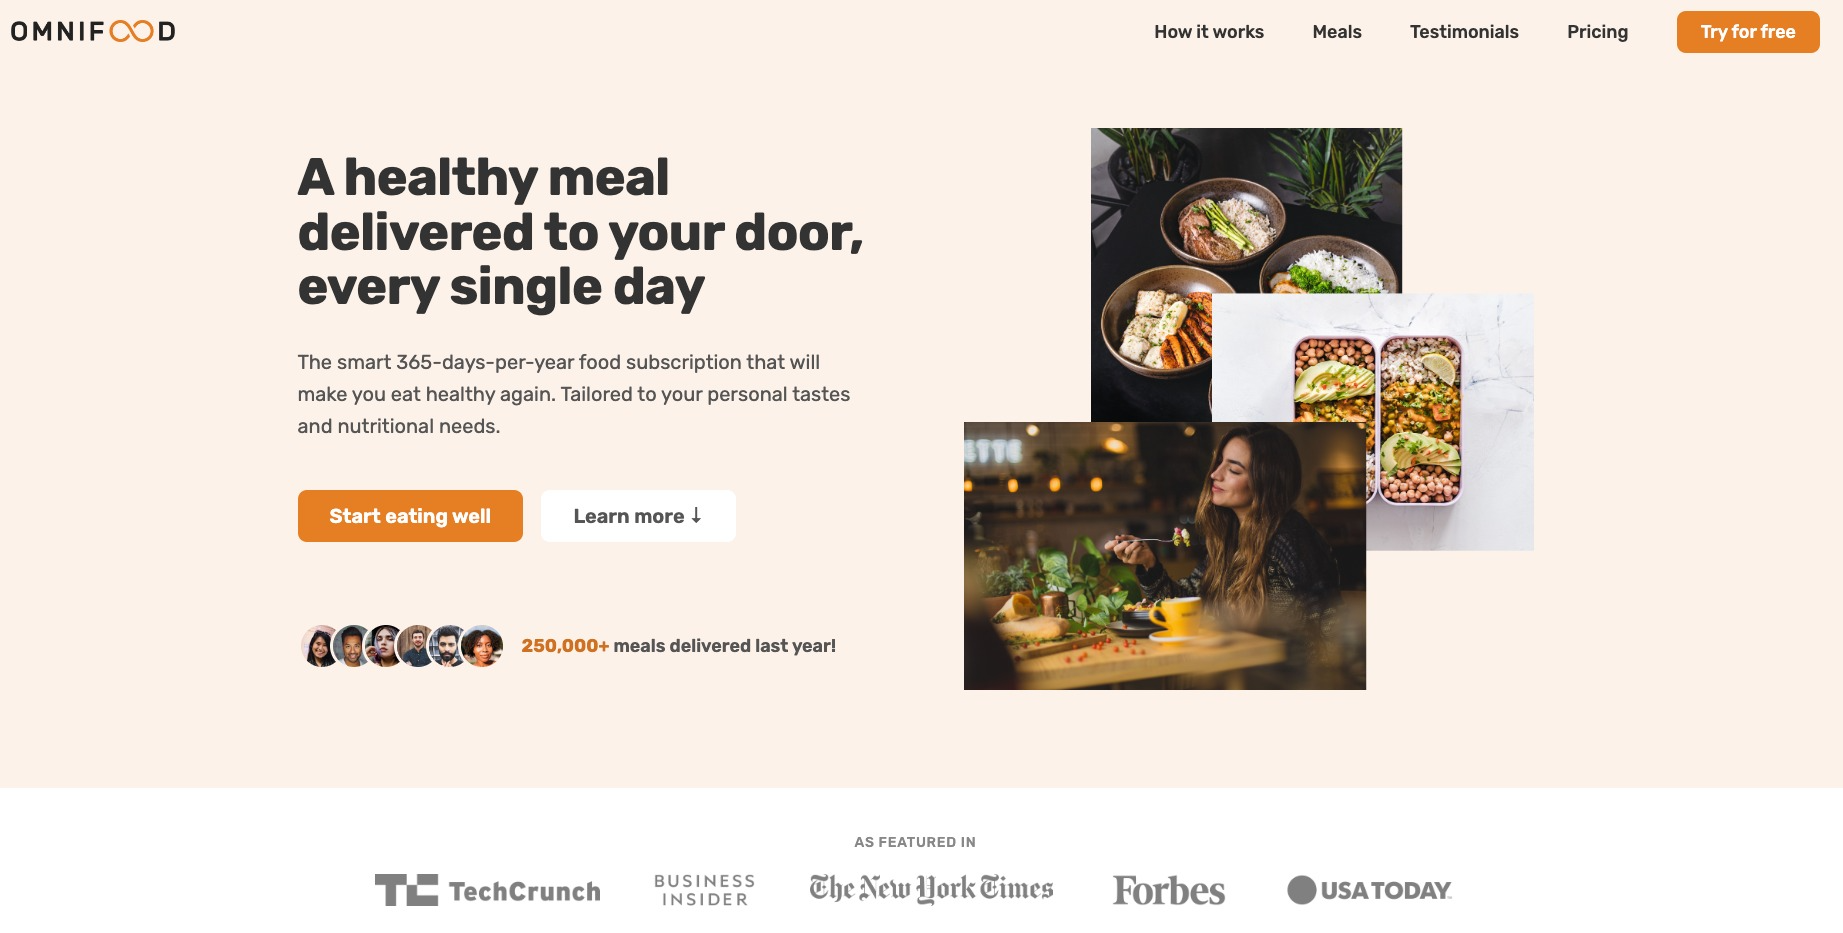 OMNIFOOD
How it works
Meals
Testimonials
Pricing
Try for free
A healthy meal
delivered to your door,
every single day
The smart 365-days-per-year food subscription that will
make you eat healthy again. Tailored to your personal tastes
and nutritional needs.
Start eating well
Learn more ↓
250,000+ meals delivered last year!
ETTE
AS FEATURED IN
TC TechCrunch
BUSINESS
INSIDER
The New York Times
Forbes
USA TODAY